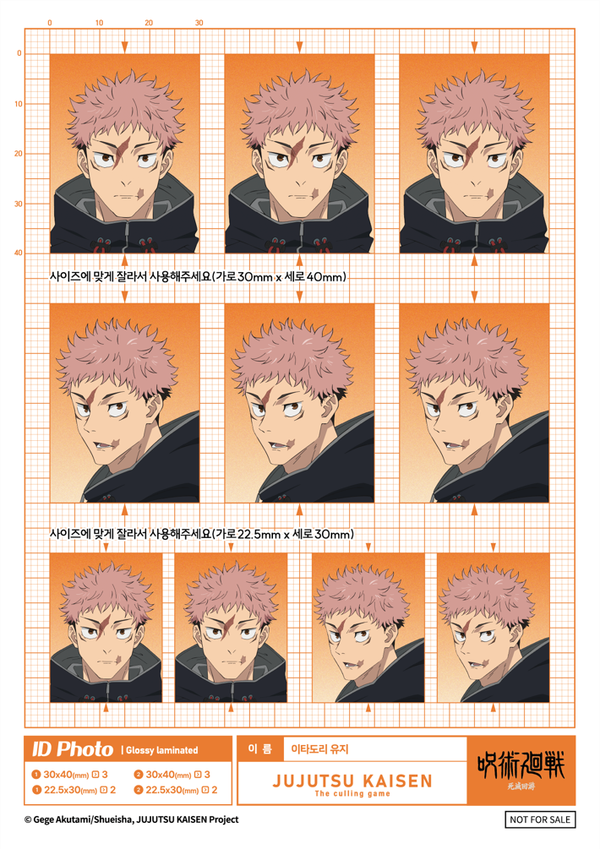 0 10 20 30
0
10
20
30
40
사이즈에 맞게 잘라서 사용해주세요(가로30mm x 세로40mm)
사이즈에 맞게 잘라서 사용해주세요(가로22.5mm x 세로30mm)
ID Photo | Glossy laminated
1 30x40(mm) 3 2 30x40(mm) 3
1 22.5x30(mm) 2 2 22.5x30(mm) 2
이 름 이타도리 유지
JUJUTSU KAISEN
The culling game
呪術廻戦
死滅回游
© Gege Akutami/Shueisha, JUJUTSU KAISEN Project
NOT FOR SALE